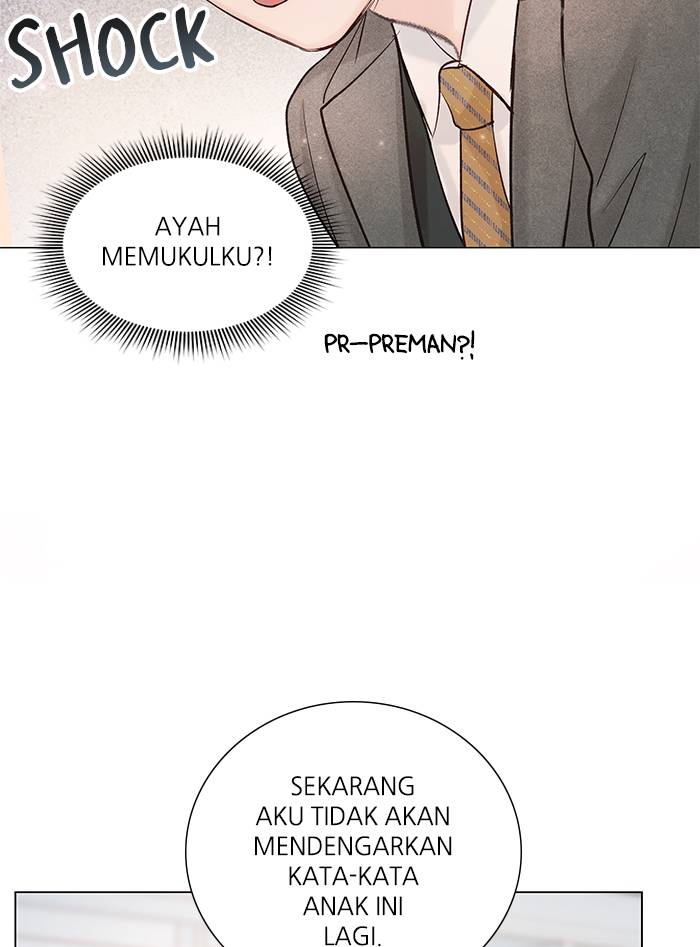 SHOCK
AYAH
MEMUKULKU?!
PR-PREMAN?!
SEKARANG
AKU TIDAK AKAN
MENDENGARKAN
KATA-KATA
ANAK INI
LAGI.